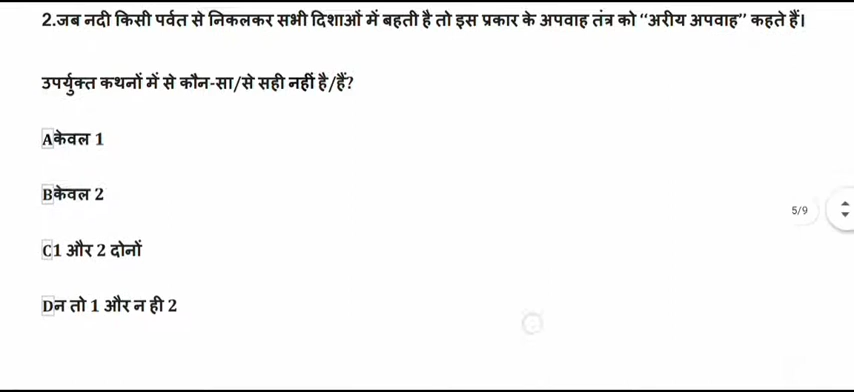 2.जब नदी किसी पर्वत से निकलकर सभी दिशाओं में बहती है तो इस प्रकार के अपवाह तंत्र को “अरीय अपवाह” कहते हैं।
उपर्युक्त कथनों में से कौन-सा/से सही नहीं है/हैं?
Aकेवल 1
Bकेवल 2
5/9
C1 और 2 दोनों
Dन तो 1 और न ही 2